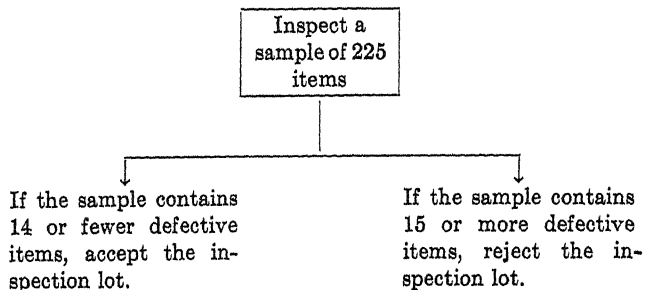 Inspect a
sample of 225
items
If the sample contains
14 or fewer defective
items, accept the in-
spection lot.
If the sample contains
15 or more defective
items, reject the in-
spection lot.